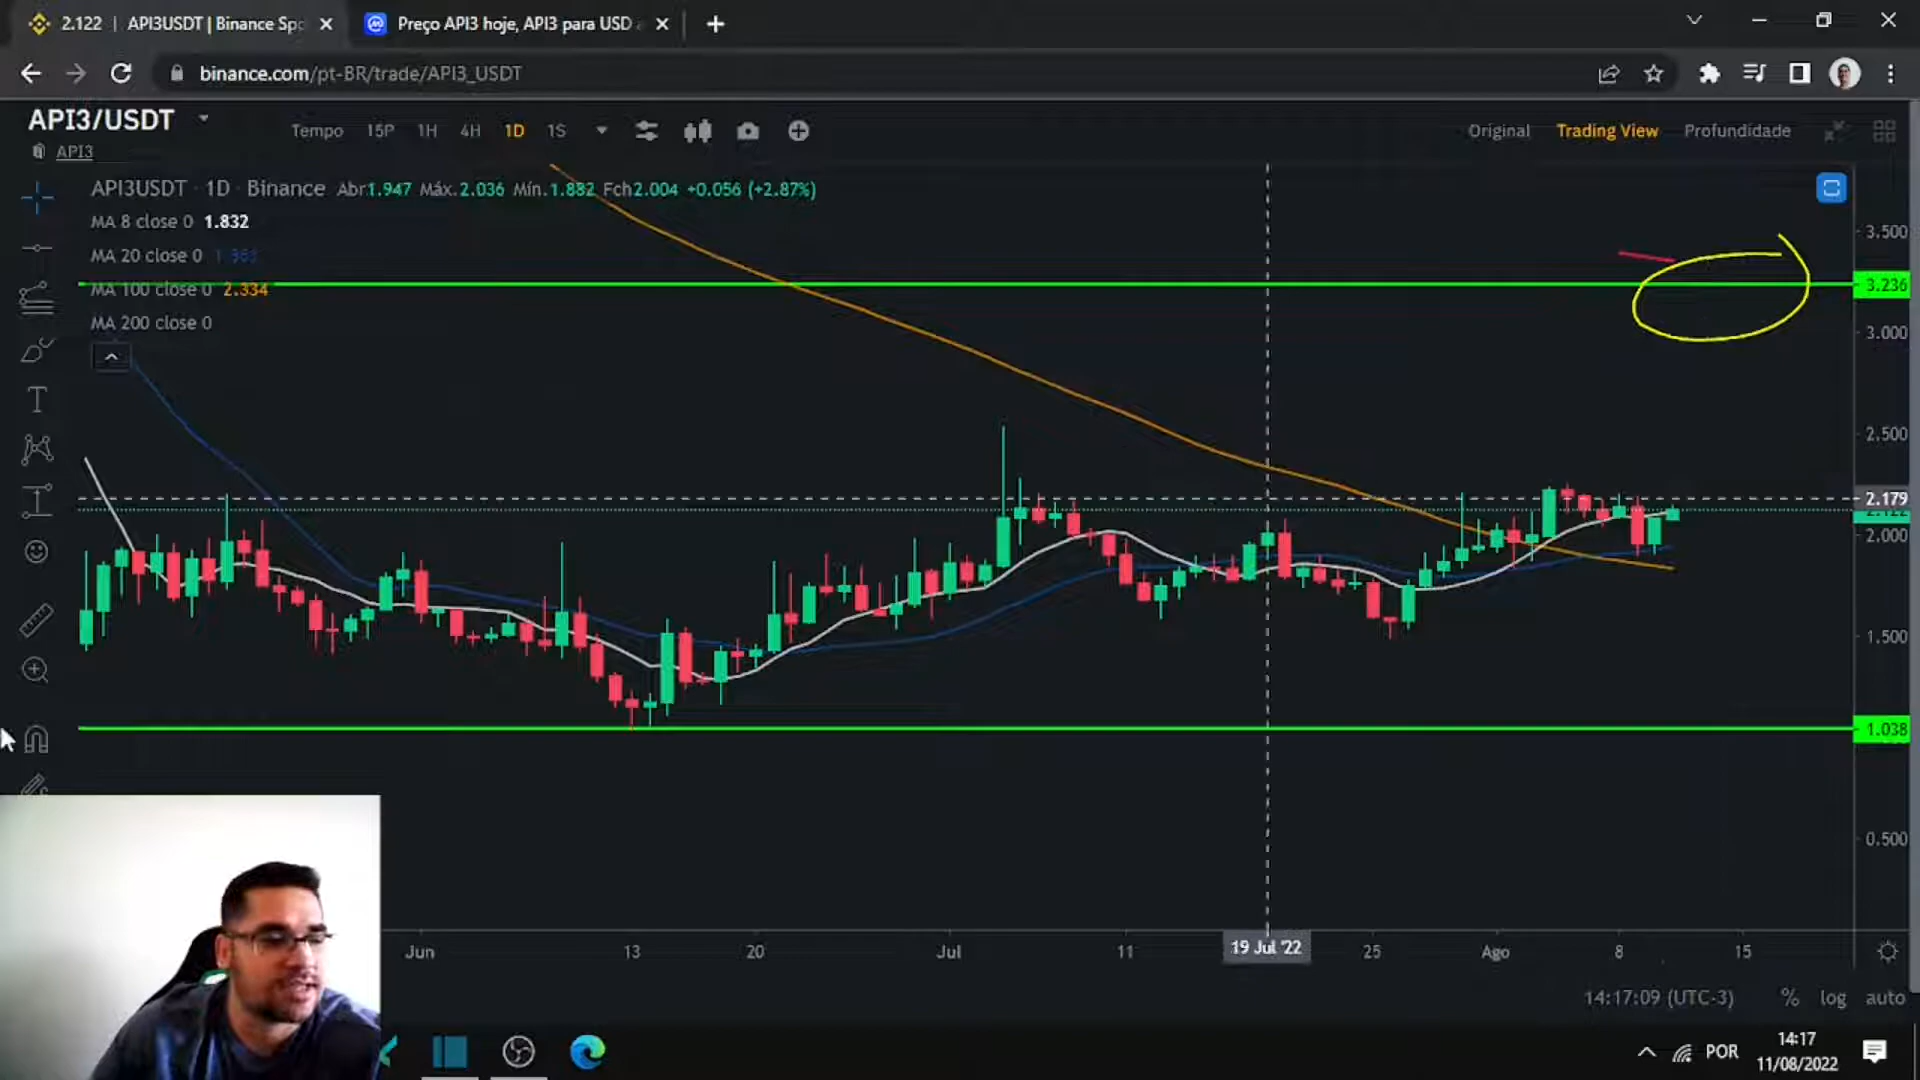 2.122 | API3USDT | Binance Spo
Preço API3 hoje, API3 para USD
binance.com/pt-BR/trade/API3_USDT
API3/USDT
API3
Tempo 15P 1H 4H 1D 1S
Original Trading View Profundidade
API3USDT · 1D · Binance Abr1.947 Máx.2.036 Mín.1.882 Fch2.004 +0.056 (+2.87%)
MA 8 close 0 1.832
MA 20 close 0
MA 100 close 0 2.334
MA 200 close 0
3.500
3.236
3.000
2.500
2.179
2.122
2.000
1.500
1.038
0.500
Jun 13 20 Jul 11 19 Jul '22 25 Ago 8 15
14:17:09 (UTC-3) % log auto
POR
14:17
11/08/2022